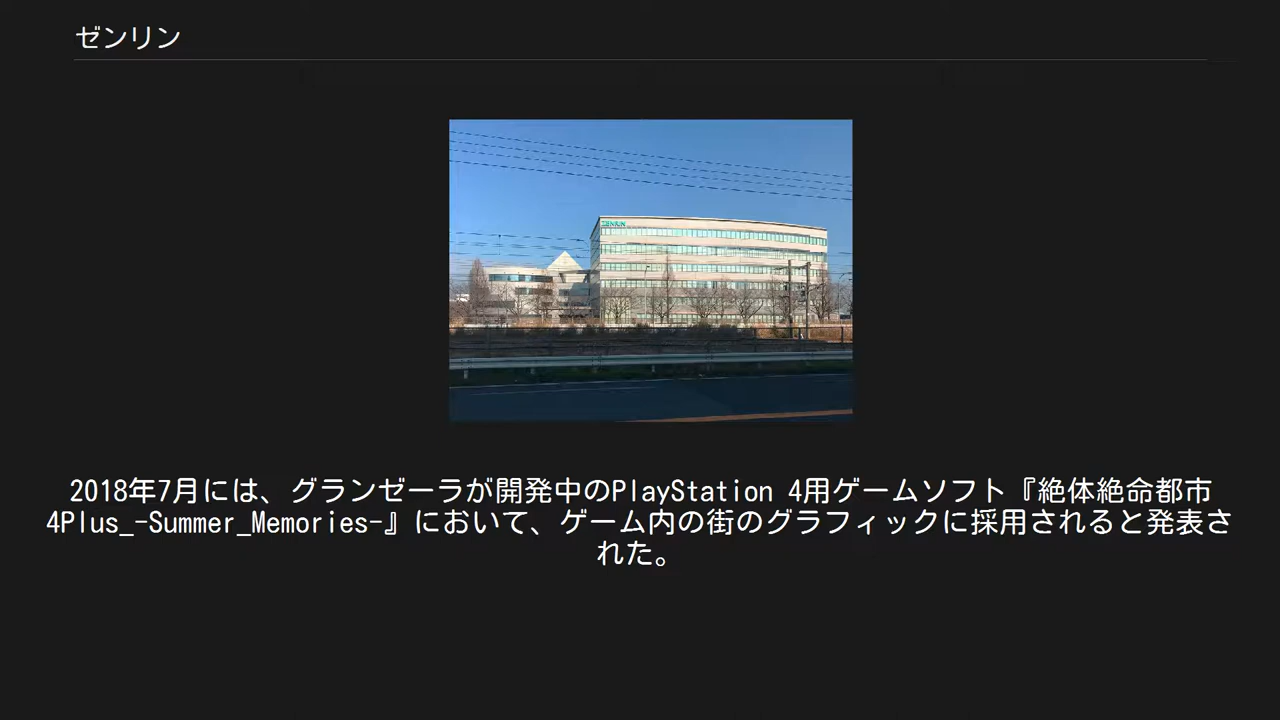 ゼンリン
ZENRIN
2018年7月には、グランゼーラが開発中のPlayStation 4用ゲームソフト『絶体絶命都市
4Plus_-Summer_Memories-』において、ゲーム内の街のグラフィックに採用されると発表さ
れた。